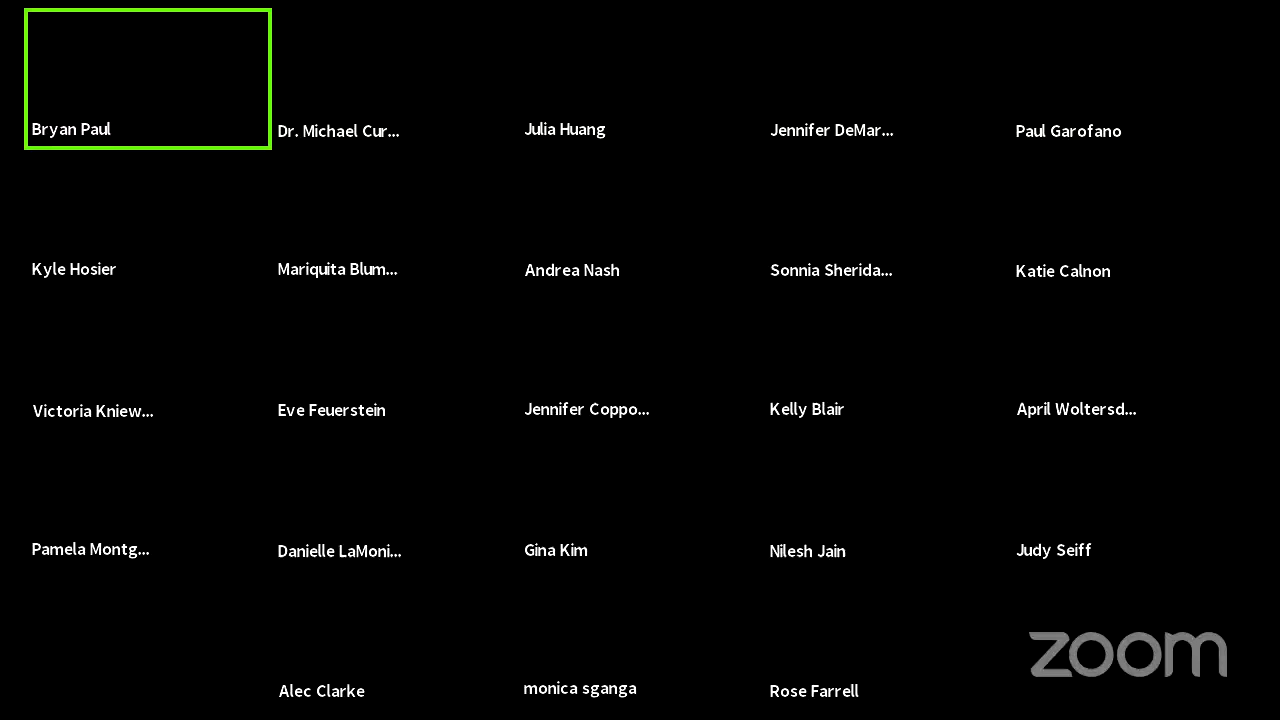 Bryan Paul
Dr. Michael Cur...
Julia Huang
Jennifer DeMar...
Paul Garofano
Kyle Hosier
Mariquita Blum...
Andrea Nash
Sonnia Sherida...
Katie Calnon
Victoria Kniew...
Eve Feuerstein
Jennifer Coppo...
Kelly Blair
April Woltersd...
Pamela Montg...
Danielle LaMoni...
Gina Kim
Nilesh Jain
Judy Seiff
Alec Clarke
monica sganga
Rose Farrell
zoom